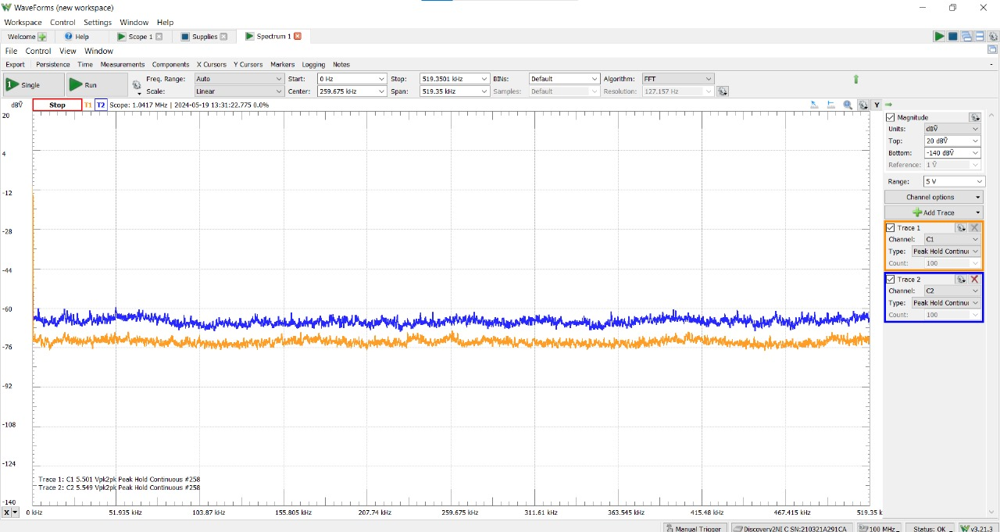 WaveForms (new workspace)
Workspace Control Settings Window Help
Welcome Help Scope 1 Supplies Spectrum 1
File Control View Window
Export Persistence Time Measurements Components X Cursors Y Cursors Markers Logging Notes
Single Run Freq. Range: Auto Start: 0 Hz Stop: 519.3501 kHz BINs: Default Algorithm: FFT
Scale: Linear Center: 259.675 kHz Span: 519.35 kHz Samples: Default Resolution: 127.157 Hz
dBṼ Stop T1 T2 Scope: 1.0417 MHz | 2024-05-19 13:31:22.775 0.0% Y
20
4
-12
-28
-44
-60
-76
-92
-108
-124
-140
Trace 1: C1 5.501 Vpk2pk Peak Hold Continuous #258
Trace 2: C2 5.549 Vpk2pk Peak Hold Continuous #258
X 0 kHz 51.935 kHz 103.87 kHz 155.805 kHz 207.74 kHz 259.675 kHz 311.61 kHz 363.545 kHz 415.48 kHz 467.415 kHz 519.35 k
Magnitude
Units: dBṼ
Top: 20 dBṼ
Bottom: -140 dBṼ
Reference: 1 Ṽ
Range: 5 V
Channel options
Add Trace
Trace 1
Channel: C1
Type: Peak Hold Continu
Count: 100
Trace 2
Channel: C2
Type: Peak Hold Continu
Count: 100
Manual Trigger Discovery2NI C SN:210321A291CA 100 MHz Status: OK v3.21.3